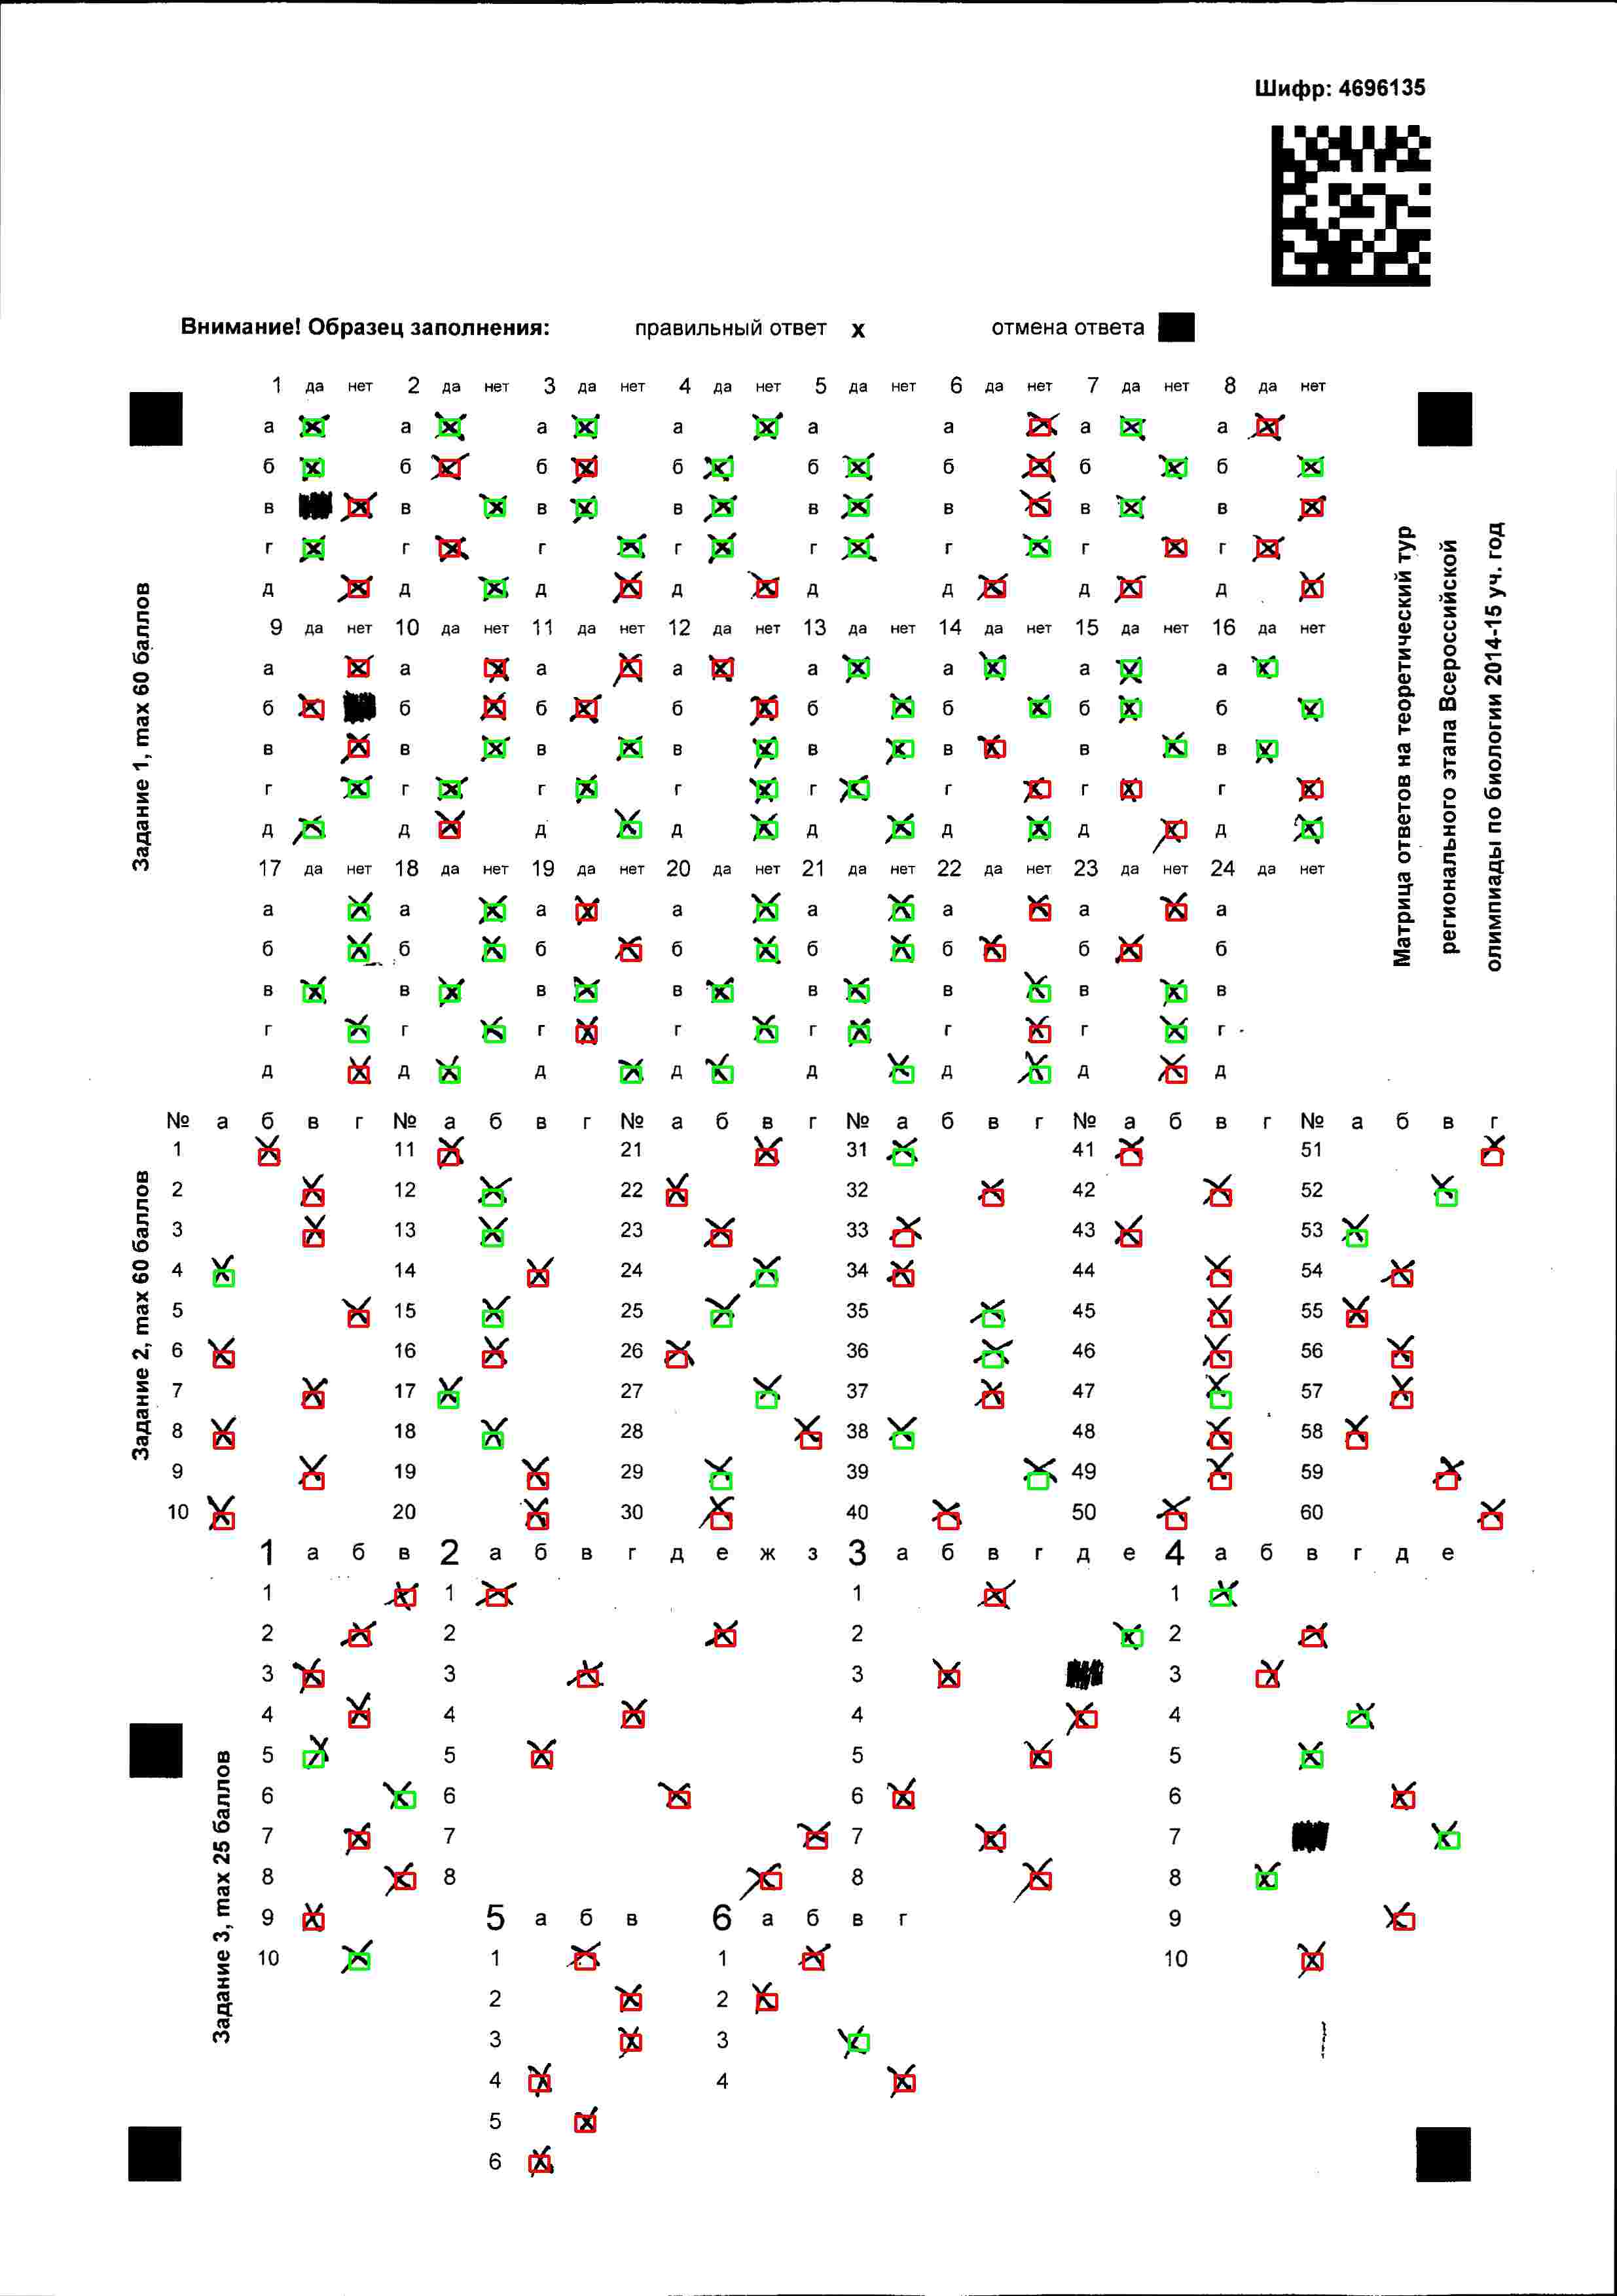 Шифр: 4696135
Внимание! Образец заполнения: правильный ответ x отмена ответа
1 да нет 2 да нет 3 да нет 4 да нет 5 да нет 6 да нет 7 да нет 8 да нет
а а а а а а а а
б б б б б б б б
в в в в в в в в
г г г г г г г г
д д д д д д д д
9 да нет 10 да нет 11 да нет 12 да нет 13 да нет 14 да нет 15 да нет 16 да нет
а а а а а а а а
б б б б б б б б
в в в в в в в в
г г г г г г г г
д д д д д д д д
17 да нет 18 да нет 19 да нет 20 да нет 21 да нет 22 да нет 23 да нет 24 да нет
а а а а а а а а
б б б б б б б б
в в в в в в в в
г г г г г г г г
д д д д д д д д
Задание 1, max 60 баллов
Матрица ответов на теоретический тур
регионального этапа Всероссийской
олимпиады по биологии 2014-15 уч. год
№ а б в г № а б в г № а б в г № а б в г № а б в г № а б в г
1 11 21 31 41 51
2 12 22 32 42 52
3 13 23 33 43 53
4 14 24 34 44 54
5 15 25 35 45 55
6 16 26 36 46 56
7 17 27 37 47 57
8 18 28 38 48 58
9 19 29 39 49 59
10 20 30 40 50 60
Задание 2, max 60 баллов
1 а б в 2 а б в г д е ж з 3 а б в г д е 4 а б в г д е
1 1 1 1
2 2 2 2
3 3 3 3
4 4 4 4
5 5 5 5
6 6 6 6
7 7 7 7
8 8 8 8
9 5 а б в 6 а б в г 9
10 1 1 10
2 2
3 3
4 4
5
6
Задание 3, max 25 баллов